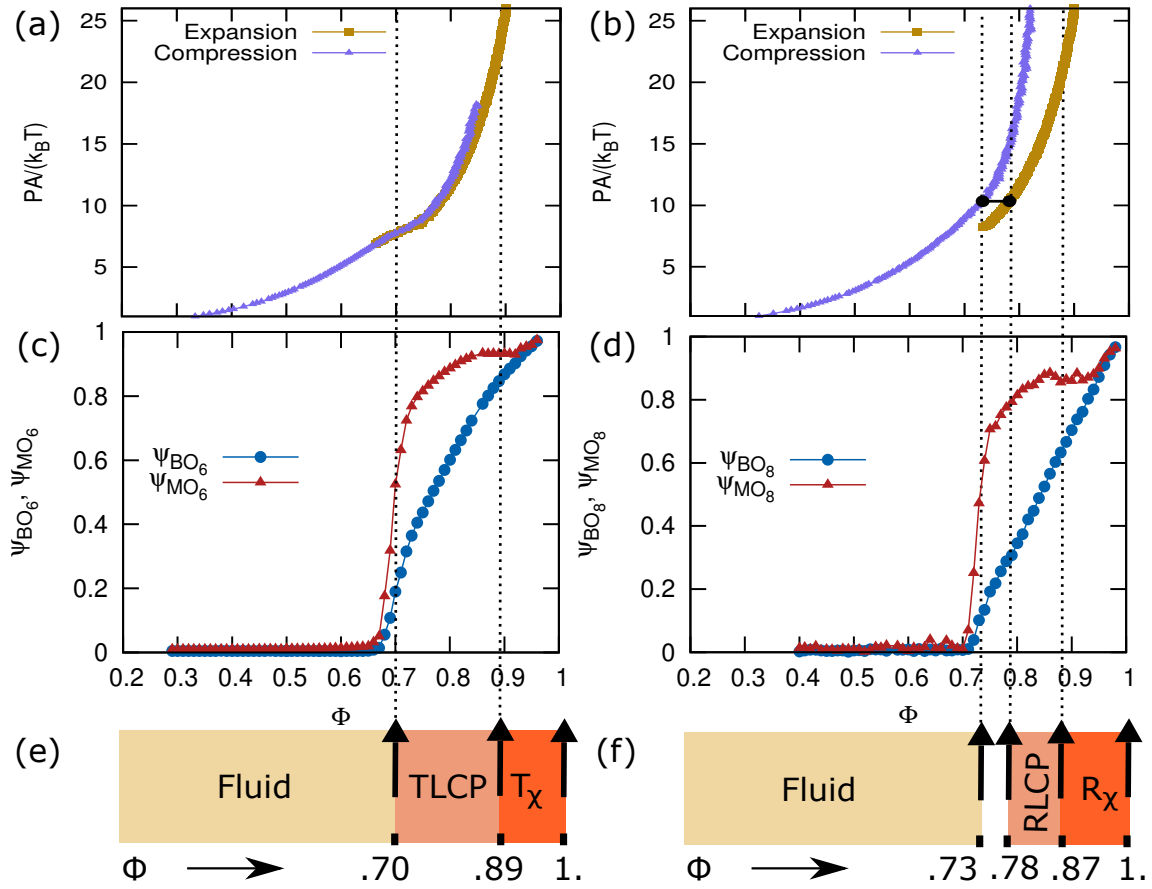 (a)
PA/(k_BT)
25
20
15
10
5
Expansion
Compression
(b)
PA/(k_BT)
25
20
15
10
5
Expansion
Compression
(c)
Ψ_BO₆, Ψ_MO₆
1
0.8
0.6
0.4
0.2
0
Ψ_BO₆
Ψ_MO₆
0.2 0.3 0.4 0.5 0.6 0.7 0.8 0.9 1
Φ
(d)
Ψ_BO₈, Ψ_MO₈
1
0.8
0.6
0.4
0.2
0
Ψ_BO₈
Ψ_MO₈
0.2 0.3 0.4 0.5 0.6 0.7 0.8 0.9 1
Φ
(e)
Fluid TLCP T_χ
Φ .70 .89 1.
(f)
Fluid RLCP R_χ
Φ .73 .78 .87 1.